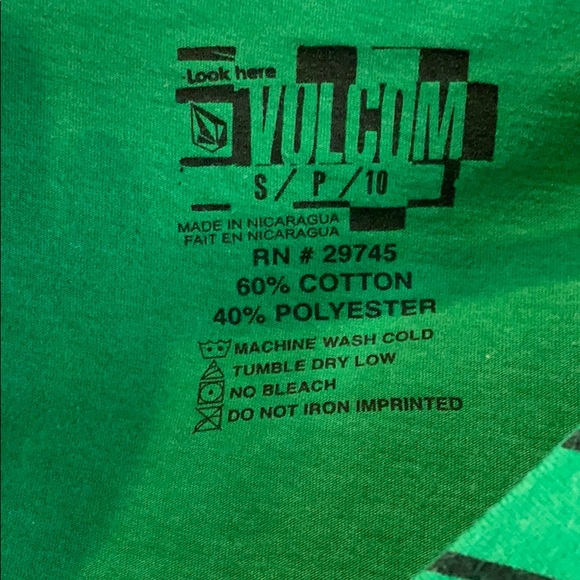 Look here
VOLCOM
S / P / 10
MADE IN NICARAGUA
FAIT EN NICARAGUA
RN # 29745
60% COTTON
40% POLYESTER
MACHINE WASH COLD
TUMBLE DRY LOW
NO BLEACH
DO NOT IRON IMPRINTED